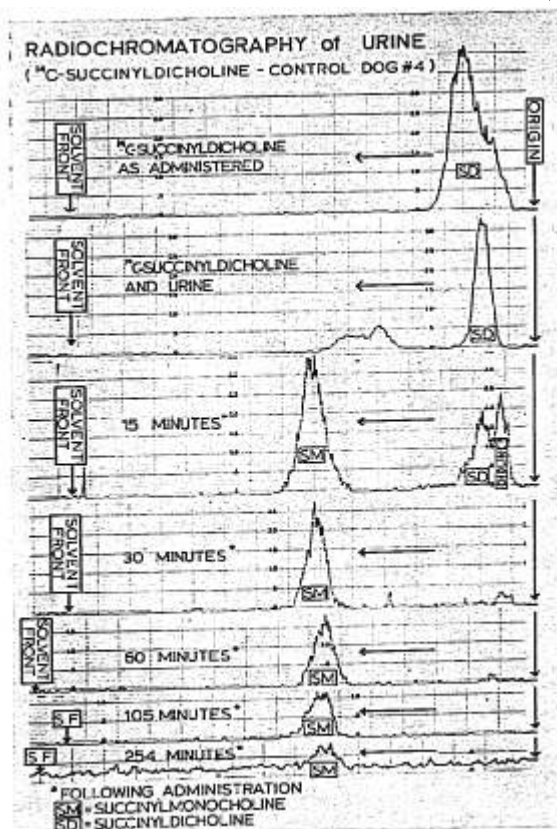 RADIOCHROMATOGRAPHY of URINE
(¹⁴C-SUCCINYLDICHOLINE - CONTROL DOG #4)
SOLVENT FRONT
¹⁴C-SUCCINYLDICHOLINE
AS ADMINISTERED
SD
ORIGIN
SOLVENT FRONT
¹⁴C-SUCCINYLDICHOLINE
AND URINE
SD
SOLVENT FRONT
15 MINUTES*
SM
SD
SOLVENT FRONT
30 MINUTES*
SM
SOLVENT FRONT
60 MINUTES*
SM
SF
105 MINUTES*
SM
SF
254 MINUTES*
SM
*FOLLOWING ADMINISTRATION
SM = SUCCINYLMONOCHOLINE
SD = SUCCINYLDICHOLINE